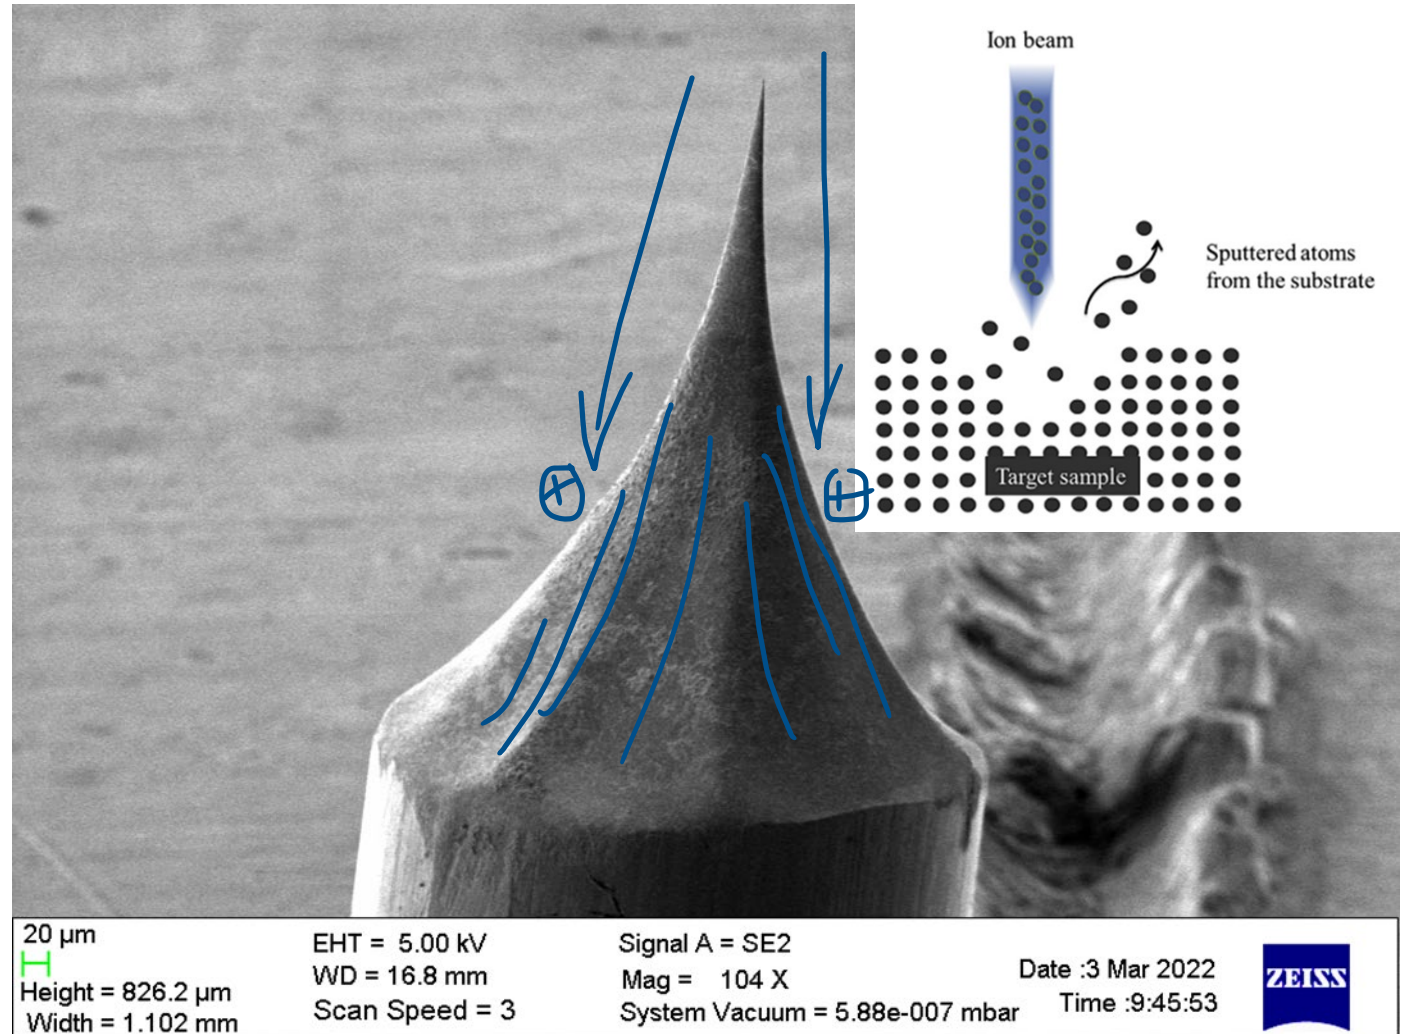 Ion beam
Sputtered atoms
from the substrate
Target sample
+
+
20 µm
Height = 826.2 µm
Width = 1.102 mm
EHT = 5.00 kV
WD = 16.8 mm
Scan Speed = 3
Signal A = SE2
Mag = 104 X
System Vacuum = 5.88e-007 mbar
Date :3 Mar 2022
Time :9:45:53
ZEISS